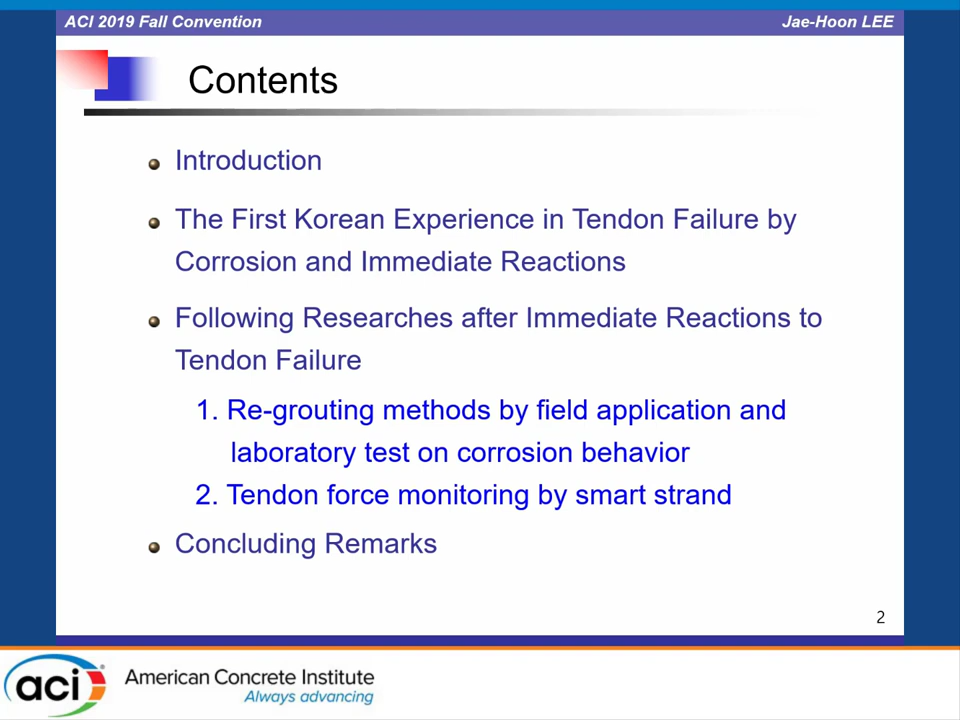 ACI 2019 Fall Convention
Jae-Hoon LEE
Contents
Introduction
The First Korean Experience in Tendon Failure by
Corrosion and Immediate Reactions
Following Researches after Immediate Reactions to
Tendon Failure
1. Re-grouting methods by field application and
laboratory test on corrosion behavior
2. Tendon force monitoring by smart strand
Concluding Remarks
2
aci
American Concrete Institute
Always advancing